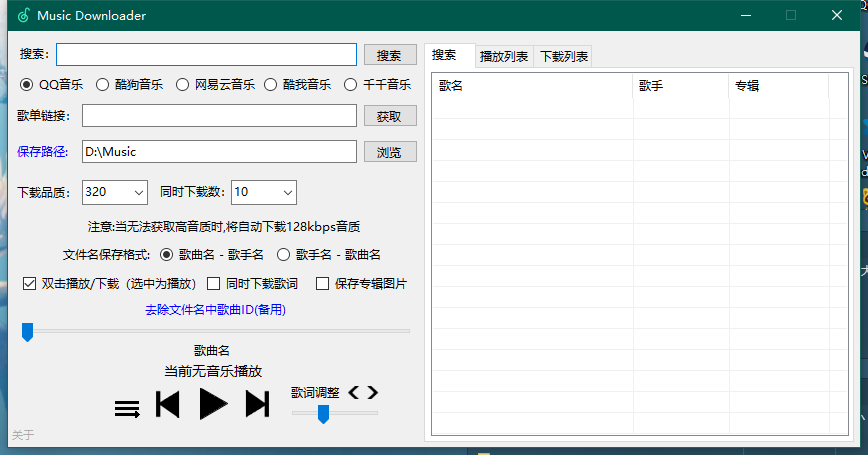 Music Downloader
搜索：
搜索
QQ音乐 酷狗音乐 网易云音乐 酷我音乐 千千音乐
歌单链接：
获取
保存路径:
D:\Music
浏览
下载品质：
320
同时下载数：
10
注意:当无法获取高音质时,将自动下载128kbps音质
文件名保存格式: 歌曲名 - 歌手名 歌手名 - 歌曲名
双击播放/下载（选中为播放） 同时下载歌词 保存专辑图片
去除文件名中歌曲ID(备用)
歌曲名
当前无音乐播放
歌词调整
关于
搜索 播放列表 下载列表
歌名 歌手 专辑